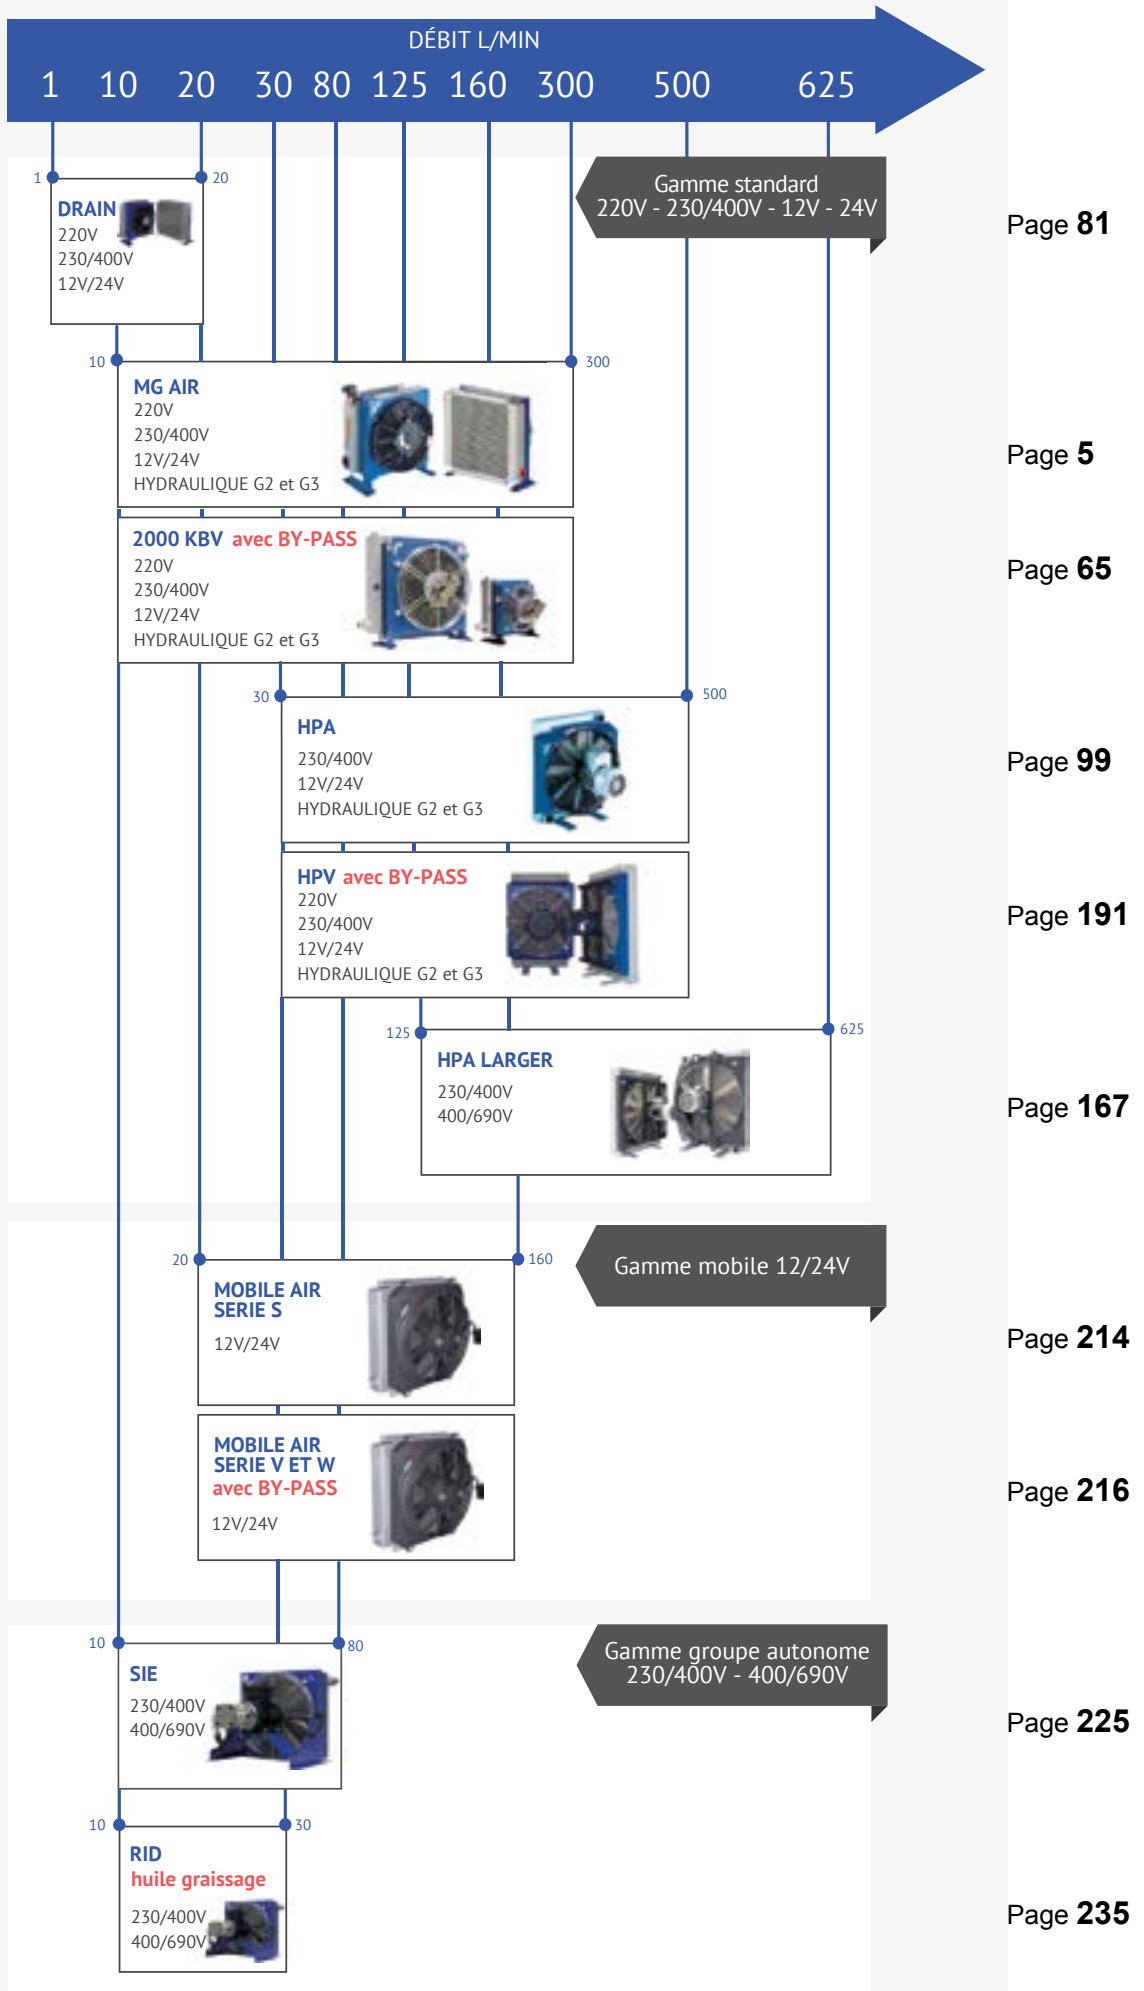 DÉBIT L/MIN
1 10 20 30 80 125 160 300 500 625
Gamme standard
220V - 230/400V - 12V - 24V
1 20
DRAIN
220V
230/400V
12V/24V
Page 81
10 300
MG AIR
220V
230/400V
12V/24V
HYDRAULIQUE G2 et G3
Page 5
2000 KBV avec BY-PASS
220V
230/400V
12V/24V
HYDRAULIQUE G2 et G3
Page 65
30 500
HPA
230/400V
12V/24V
HYDRAULIQUE G2 et G3
Page 99
HPV avec BY-PASS
220V
230/400V
12V/24V
HYDRAULIQUE G2 et G3
Page 191
125 625
HPA LARGER
230/400V
400/690V
Page 167
Gamme mobile 12/24V
20 160
MOBILE AIR
SERIE S
12V/24V
Page 214
MOBILE AIR
SERIE V ET W
avec BY-PASS
12V/24V
Page 216
Gamme groupe autonome
230/400V - 400/690V
10 80
SIE
230/400V
400/690V
Page 225
10 30
RID
huile graissage
230/400V
400/690V
Page 235